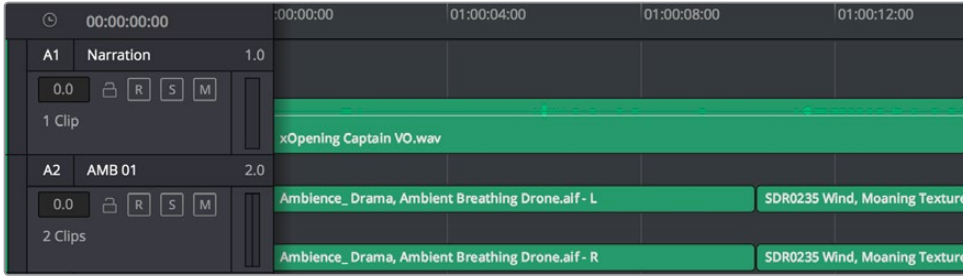 00:00:00:00 :00:00:00 01:00:04:00 01:00:08:00 01:00:12:00
A1 Narration 1.0
0.0 R S M
1 Clip
xOpening Captain VO.wav
A2 AMB 01 2.0
Ambience_ Drama, Ambient Breathing Drone.aif - L SDR0235 Wind, Moaning Texture
0.0 R S M
2 Clips
Ambience_ Drama, Ambient Breathing Drone.aif - R SDR0235 Wind, Moaning Texture